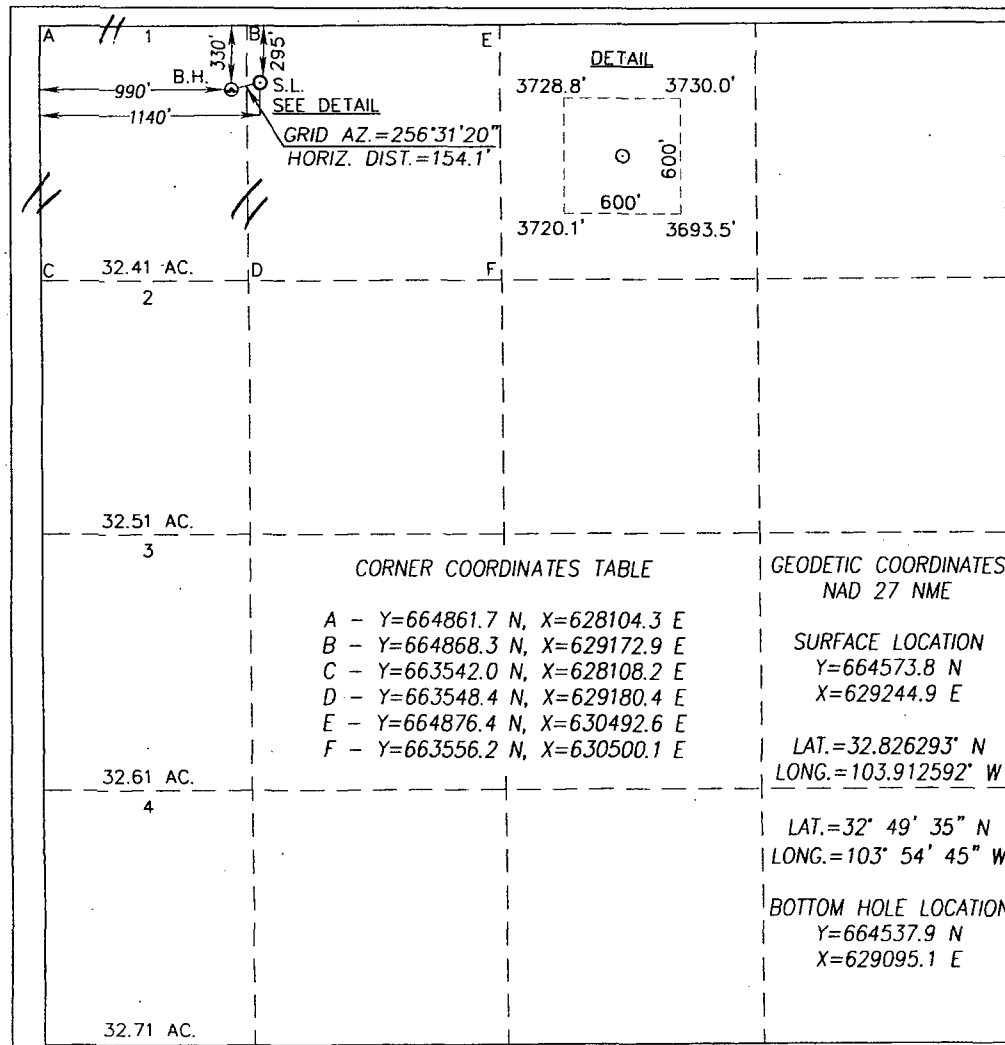 A
1
B
E
330'
295'
B.H.
S.L.
990'
SEE DETAIL
1140'
GRID AZ.=256°31'20"
HORIZ. DIST.=154.1'
DETAIL
3728.8'
3730.0'
600'
600'
3720.1'
3693.5'
C
32.41 AC.
D
F
2
32.51 AC.
3
CORNER COORDINATES TABLE
A - Y=664861.7 N, X=628104.3 E
B - Y=664868.3 N, X=629172.9 E
C - Y=663542.0 N, X=628108.2 E
D - Y=663548.4 N, X=629180.4 E
E - Y=664876.4 N, X=630492.6 E
F - Y=663556.2 N, X=630500.1 E
GEODETIC COORDINATES
NAD 27 NME
SURFACE LOCATION
Y=664573.8 N
X=629244.9 E
LAT.=32.826293° N
LONG.=103.912592° W
LAT.=32° 49' 35" N
LONG.=103° 54' 45" W
BOTTOM HOLE LOCATION
Y=664537.9 N
X=629095.1 E
32.61 AC.
4
32.71 AC.